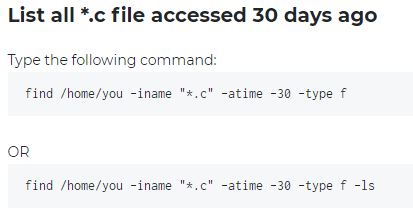 List all *.c file accessed 30 days ago
Type the following command:
find /home/you -iname "*.c" -atime -30 -type f
OR
find /home/you -iname "*.c" -atime -30 -type f -ls